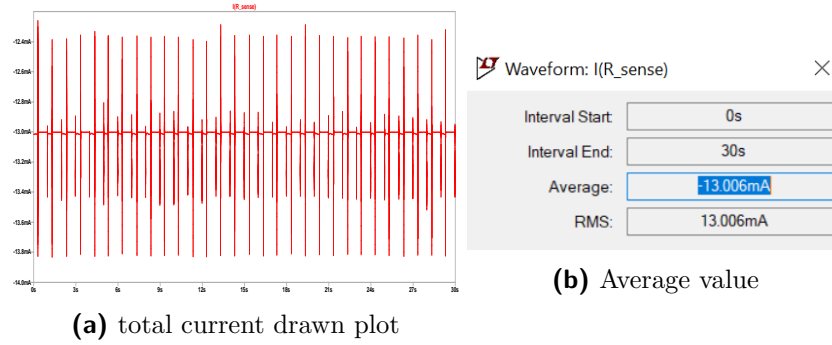 I(R_sense)
-12.4mA
-12.6mA
-12.8mA
-13.0mA
-13.2mA
-13.4mA
-13.6mA
-13.8mA
-14.0mA
0s 3s 6s 9s 12s 15s 18s 21s 24s 27s 30s
(a) total current drawn plot
Waveform: I(R_sense)
Interval Start: 0s
Interval End: 30s
Average: -13.006mA
RMS: 13.006mA
(b) Average value